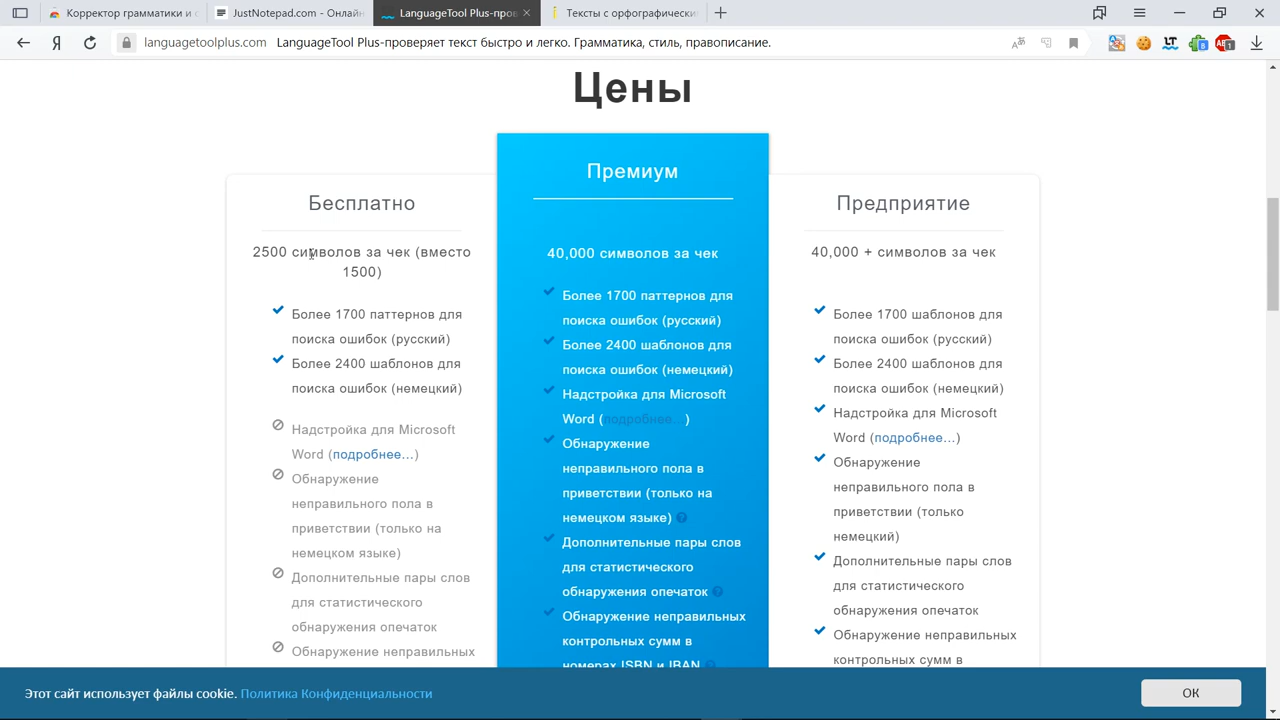 Корректор грамматики и с
JustNotepad.com - Онлайн
LanguageTool Plus-пров
Тексты с орфографически
Я
languagetoolplus.com
LanguageTool Plus-проверяет текст быстро и легко. Грамматика, стиль, правописание.
Цены
Бесплатно
2500 символов за чек (вместо
1500)
Более 1700 паттернов для
поиска ошибок (русский)
Более 2400 шаблонов для
поиска ошибок (немецкий)
Надстройка для Microsoft
Word (подробнее...)
Обнаружение
неправильного пола в
приветствии (только на
немецком языке)
Дополнительные пары слов
для статистического
обнаружения опечаток
Обнаружение неправильных
Премиум
40,000 символов за чек
Более 1700 паттернов для
поиска ошибок (русский)
Более 2400 шаблонов для
поиска ошибок (немецкий)
Надстройка для Microsoft
Word (подробнее...)
Обнаружение
неправильного пола в
приветствии (только на
немецком языке) ?
Дополнительные пары слов
для статистического
обнаружения опечаток ?
Обнаружение неправильных
контрольных сумм в
номерах ISBN и IBAN ?
Предприятие
40,000 + символов за чек
Более 1700 шаблонов для
поиска ошибок (русский)
Более 2400 шаблонов для
поиска ошибок (немецкий)
Надстройка для Microsoft
Word (подробнее...)
Обнаружение
неправильного пола в
приветствии (только
немецкий)
Дополнительные пары слов
для статистического
обнаружения опечаток
Обнаружение неправильных
контрольных сумм в
Этот сайт использует файлы cookie. Политика Конфиденциальности
ОК